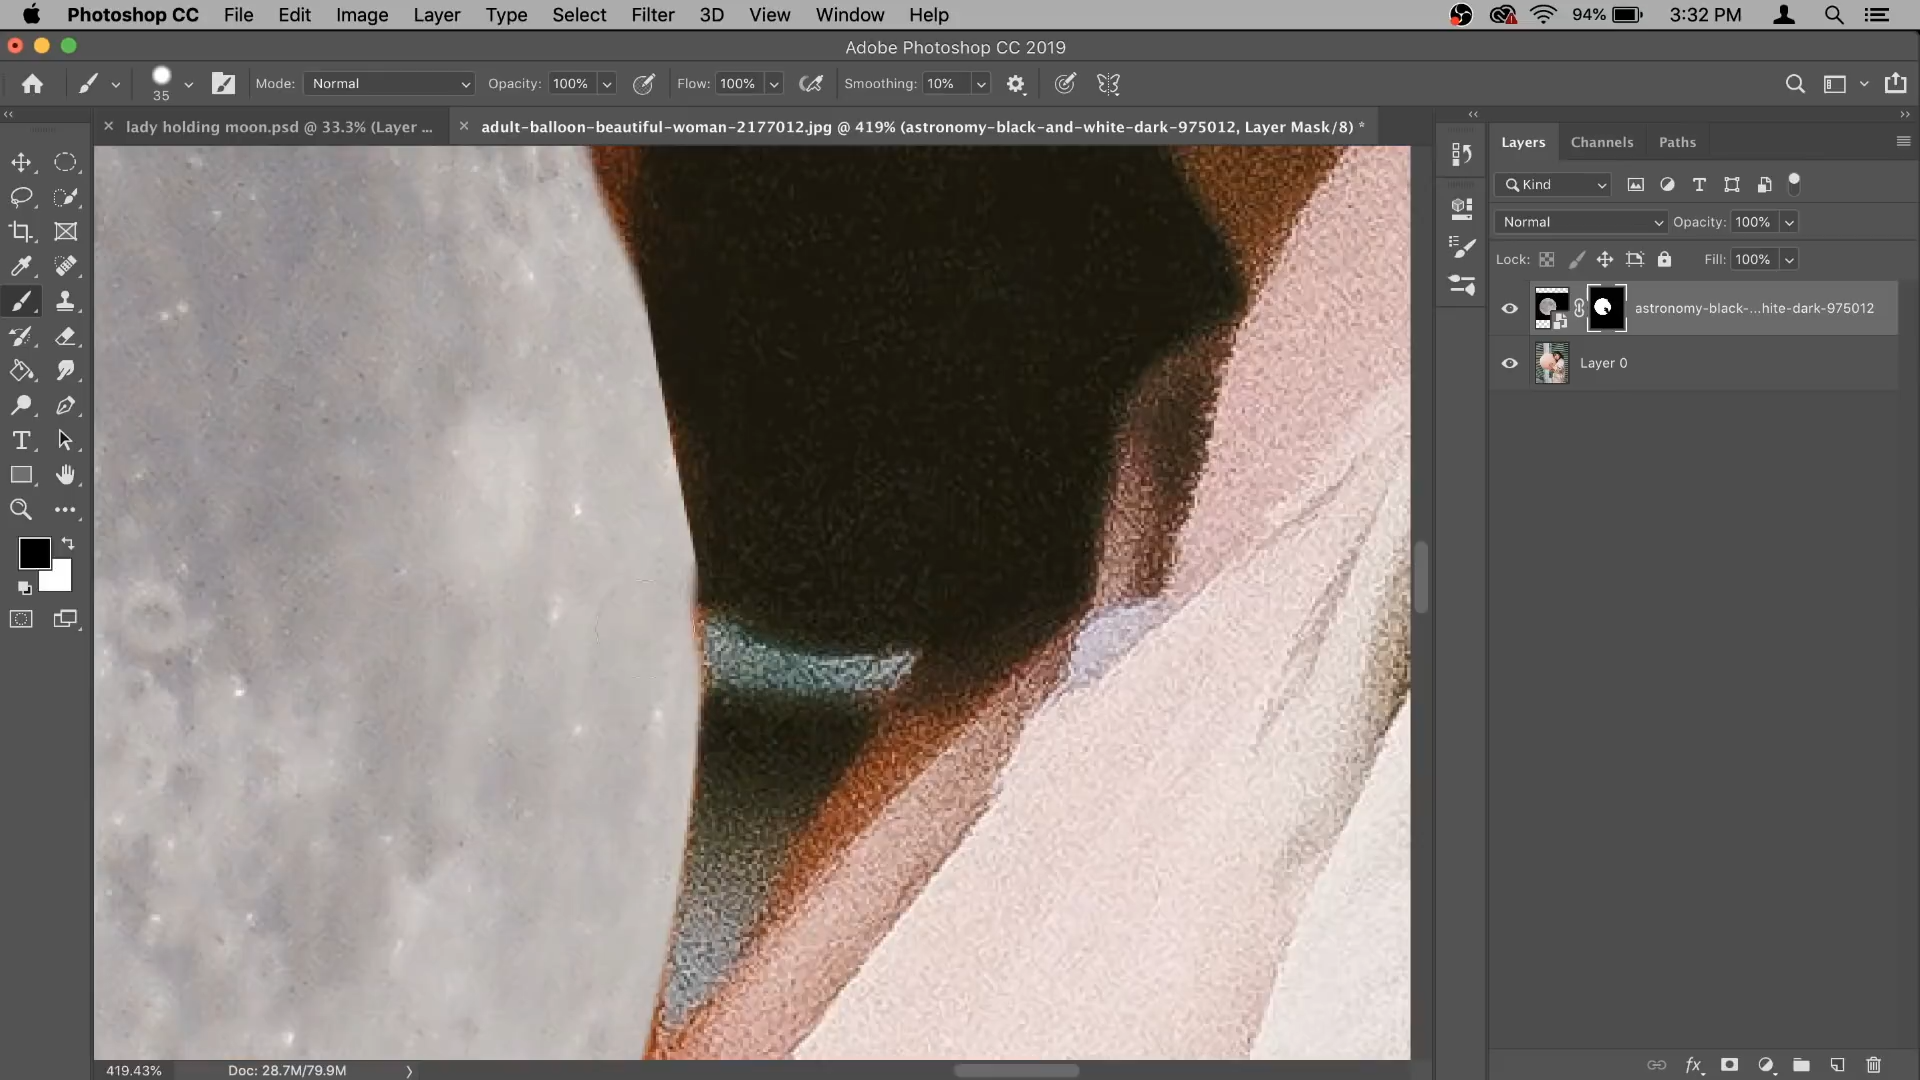 Photoshop CC File Edit Image Layer Type Select Filter 3D View Window Help 94% 3:32 PM
Adobe Photoshop CC 2019
35 Mode: Normal Opacity: 100% Flow: 100% Smoothing: 10%
lady holding moon.psd @ 33.3% (Layer ... adult-balloon-beautiful-woman-2177012.jpg @ 419% (astronomy-black-and-white-dark-975012, Layer Mask/8) *
Layers Channels Paths
Kind
Normal Opacity: 100%
Lock: Fill: 100%
astronomy-black-...hite-dark-975012
Layer 0
419.43% Doc: 28.7M/79.9M